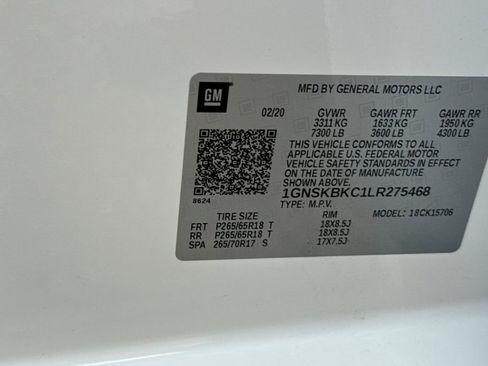 GM
MFD BY GENERAL MOTORS LLC
02/20 GVWR GAWR FRT GAWR RR
3311 KG 1633 KG 1950 KG
7300 LB 3600 LB 4300 LB
THIS VEHICLE CONFORMS TO ALL
APPLICABLE U.S. FEDERAL MOTOR
VEHICLE SAFETY STANDARDS IN EFFECT
ON THE DATE OF MANUFACTURE
SHOWN ABOVE.
1GNSKBKC1LR275468
8624 TYPE: M.P.V.
TIRE SIZE RIM MODEL: 18CK15706
FRT P265/65R18 T 18X8.5J
RR P265/65R18 T 18X8.5J
SPA 265/70R17 S 17X7.5J